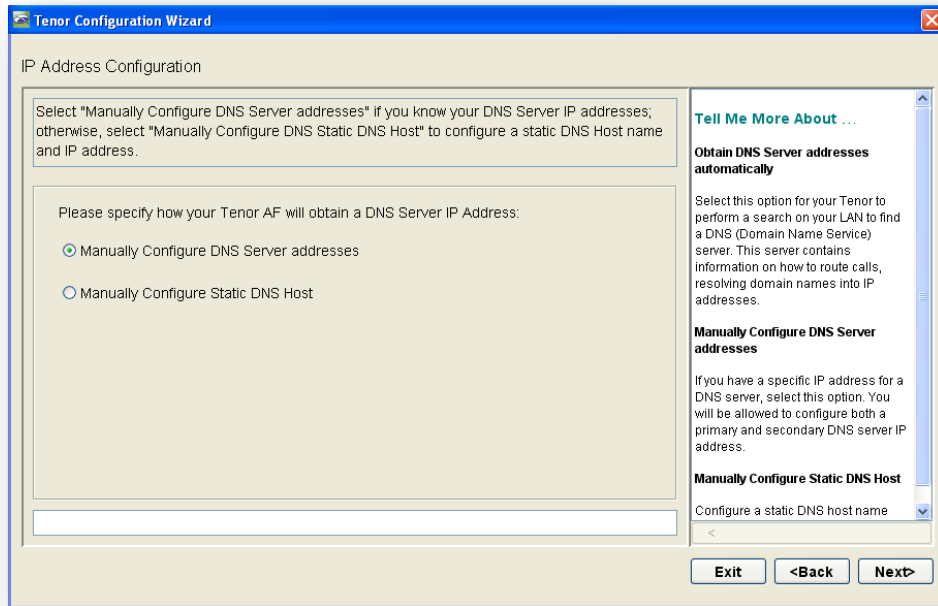 Tenor Configuration Wizard
IP Address Configuration
Select "Manually Configure DNS Server addresses" if you know your DNS Server IP addresses;
otherwise, select "Manually Configure DNS Static DNS Host" to configure a static DNS Host name
and IP address.
Please specify how your Tenor AF will obtain a DNS Server IP Address:
Manually Configure DNS Server addresses
Manually Configure Static DNS Host
Tell Me More About ...
Obtain DNS Server addresses
automatically
Select this option for your Tenor to
perform a search on your LAN to find
a DNS (Domain Name Service)
server. This server contains
information on how to route calls,
resolving domain names into IP
addresses.
Manually Configure DNS Server
addresses
If you have a specific IP address for a
DNS server, select this option. You
will be allowed to configure both a
primary and secondary DNS server IP
address.
Manually Configure Static DNS Host
Configure a static DNS host name
<
Exit
<Back
Next>